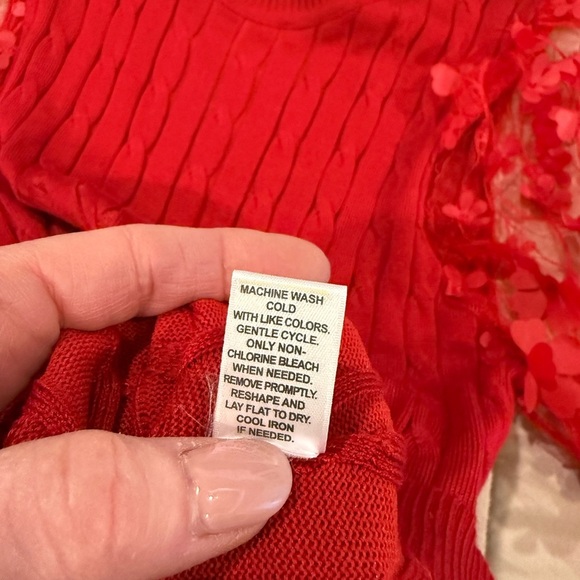 MACHINE WASH
COLD
WITH LIKE COLORS.
GENTLE CYCLE.
ONLY NON-
CHLORINE BLEACH
WHEN NEEDED.
REMOVE PROMPTLY.
RESHAPE AND
LAY FLAT TO DRY.
COOL IRON
IF NEEDED.